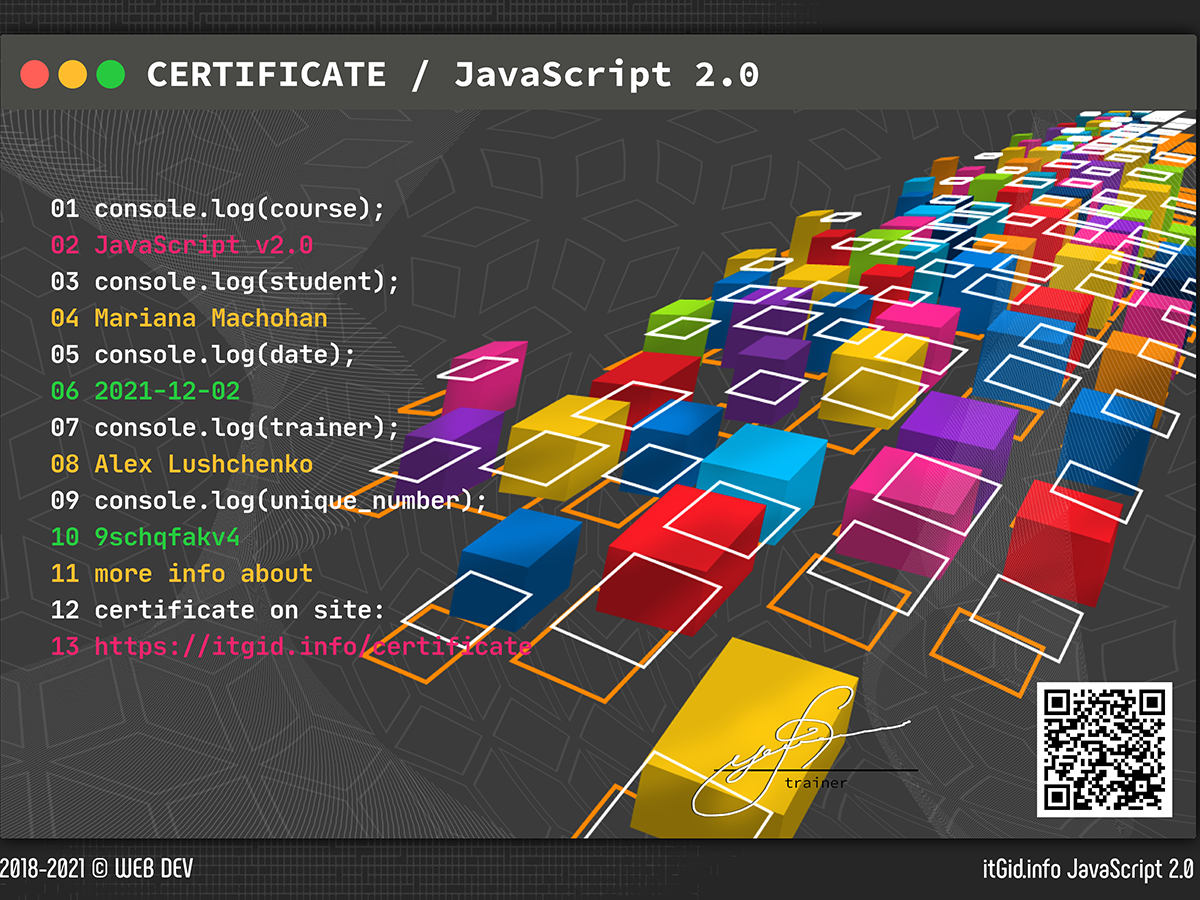 CERTIFICATE / JavaScript 2.0
01 console.log(course);
02 JavaScript v2.0
03 console.log(student);
04 Mariana Machohan
05 console.log(date);
06 2021-12-02
07 console.log(trainer);
08 Alex Lushchenko
09 console.log(unique_number);
10 9schqfakv4
11 more info about
12 certificate on site:
13 https://itgid.info/certificate
trainer
2018-2021 © WEB DEV
itGid.info JavaScript 2.0